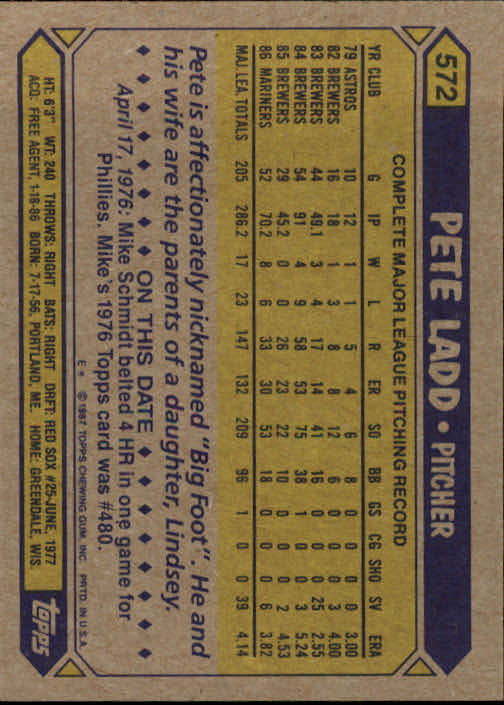 572
PETE LADD • PITCHER
COMPLETE MAJOR LEAGUE PITCHING RECORD
YR CLUB G IP W L R ER SO BB GS CG SHO SV ERA
79 ASTROS 10 12 1 1 5 4 6 8 0 0 0 0 3.00
82 BREWERS 16 18 1 3 8 8 12 6 0 0 0 3 4.00
83 BREWERS 44 49.1 3 4 17 14 41 16 0 0 0 25 2.55
84 BREWERS 54 91 4 9 58 53 75 38 1 0 0 3 5.24
85 BREWERS 29 45.2 0 0 26 23 22 10 0 0 0 2 4.53
86 MARINERS 52 70.2 8 6 33 30 53 18 0 0 0 6 3.82
MAJ.LEA. TOTALS 205 286.2 17 23 147 132 209 96 1 0 0 39 4.14
Pete is affectionately nicknamed "Big Foot". He and
his wife are the parents of a daughter, Lindsey.
♦ ♦ ♦ ♦ ♦ ♦ ON THIS DATE ♦ ♦ ♦ ♦ ♦ ♦
April 17, 1976: Mike Schmidt belted 4 HR in one game for
Phillies. Mike's 1976 Topps card was #480.
E * © 1987 TOPPS CHEWING GUM, INC. PRTD. IN U.S.A.
HT: 6'3" WT: 240 THROWS: RIGHT BATS: RIGHT DRFT: RED SOX #25-JUNE, 1977
ACQ: FREE AGENT, 1-18-86 BORN: 7-17-56, PORTLAND, ME. HOME: GREENDALE, WIS.
TOPPS